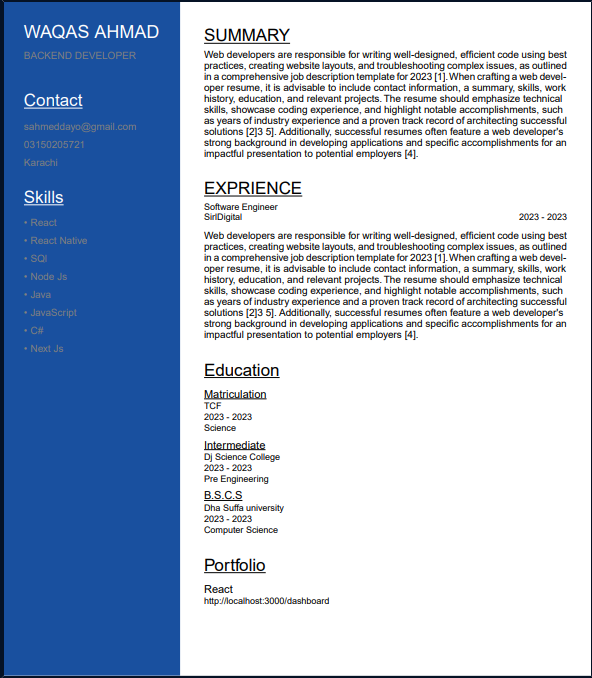 WAQAS AHMAD
BACKEND DEVELOPER
Contact
sahmeddayo@gmail.com
03150205721
Karachi
Skills
• React
• React Native
• SQl
• Node Js
• Java
• JavaScript
• C#
• Next Js
SUMMARY
Web developers are responsible for writing well-designed, efficient code using best
practices, creating website layouts, and troubleshooting complex issues, as outlined
in a comprehensive job description template for 2023 [1].When crafting a web devel-
oper resume, it is advisable to include contact information, a summary, skills, work
history, education, and relevant projects. The resume should emphasize technical
skills, showcase coding experience, and highlight notable accomplishments, such
as years of industry experience and a proven track record of architecting successful
solutions [2]3 5]. Additionally, successful resumes often feature a web developer's
strong background in developing applications and specific accomplishments for an
impactful presentation to potential employers [4].
EXPRIENCE
Software Engineer
SirlDigital 2023 - 2023
Web developers are responsible for writing well-designed, efficient code using best
practices, creating website layouts, and troubleshooting complex issues, as outlined
in a comprehensive job description template for 2023 [1].When crafting a web devel-
oper resume, it is advisable to include contact information, a summary, skills, work
history, education, and relevant projects. The resume should emphasize technical
skills, showcase coding experience, and highlight notable accomplishments, such
as years of industry experience and a proven track record of architecting successful
solutions [2]3 5]. Additionally, successful resumes often feature a web developer's
strong background in developing applications and specific accomplishments for an
impactful presentation to potential employers [4].
Education
Matriculation
TCF
2023 - 2023
Science
Intermediate
Dj Science College
2023 - 2023
Pre Engineering
B.S.C.S
Dha Suffa university
2023 - 2023
Computer Science
Portfolio
React
http://localhost:3000/dashboard